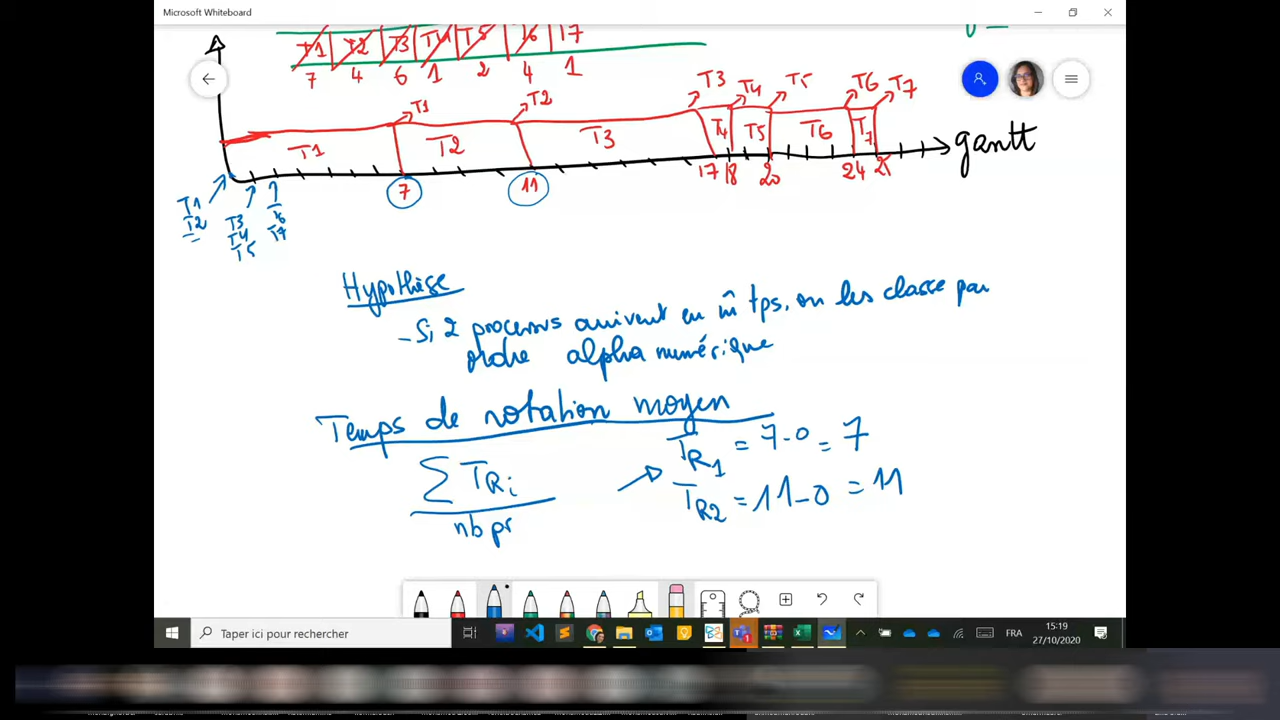 Microsoft Whiteboard
T1 T2 T3 T4 T5 T6 T7
7 4 6 1 2 4 1
T1 T2 T3 T4 T5 T6 T7
T1 T2 T3 T4 T5 T6 T7
gantt
7 11 17 18 20 24 25
T1 T3 T6
T2 T4 T7
T5
Hypothèse
- Si 2 processus arrivent en m̂ tps, on les classe par
ordre alpha numérique
Temps de rotation moyen
Σ TRi
nb pr
TR1 = 7-0 = 7
TR2 = 11-0 = 11
Taper ici pour rechercher
FRA
15:19
27/10/2020